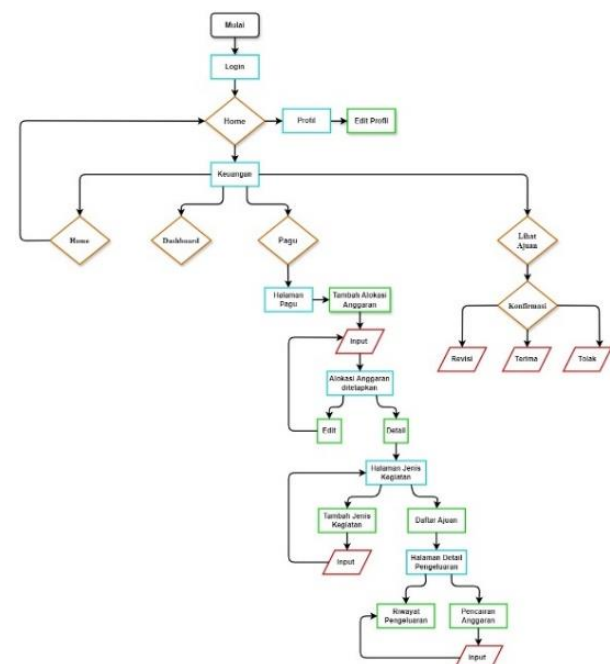 Mulai
Login
Home
Profil
Edit Profil
Keuangan
Home
Dashboard
Pagu
Lihat
Ajuan
Halaman
Pagu
Tambah Alokasi
Anggaran
Konfirmasi
Input
Revisi
Terima
Tolak
Alokasi Anggaran
ditetapkan
Edit
Detail
Halaman Jenis
Kegiatan
Tambah Jenis
Kegiatan
Daftar Ajuan
Input
Halaman Detail
Pengeluaran
Riwayat
Pengeluaran
Pencairan
Anggaran
Input